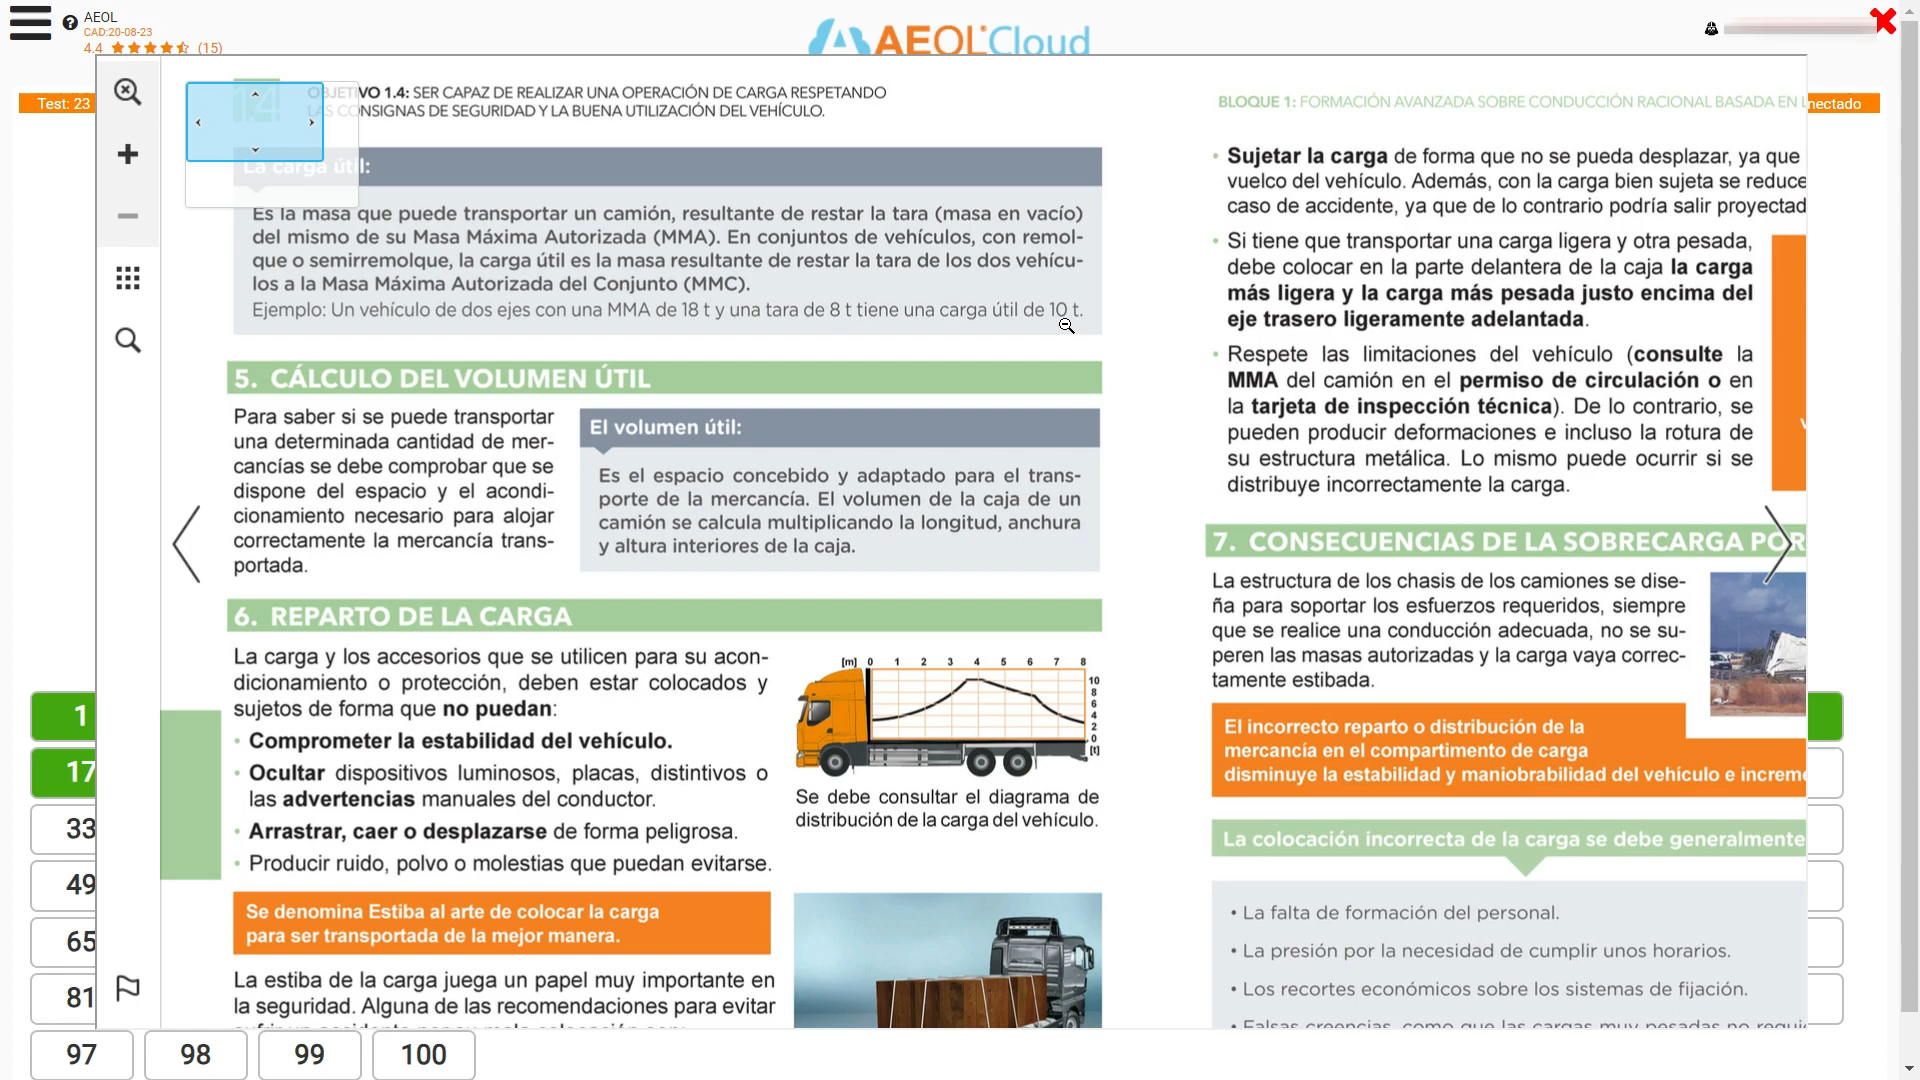 AEOL
CAD:20-08-23
4.4 (15)
AEOL Cloud
Test: 23
nectado
OBJETIVO 1.4: SER CAPAZ DE REALIZAR UNA OPERACIÓN DE CARGA RESPETANDO
LAS CONSIGNAS DE SEGURIDAD Y LA BUENA UTILIZACIÓN DEL VEHÍCULO.
La carga útil:
Es la masa que puede transportar un camión, resultante de restar la tara (masa en vacío)
del mismo de su Masa Máxima Autorizada (MMA). En conjuntos de vehículos, con remol-
que o semirremolque, la carga útil es la masa resultante de restar la tara de los dos vehícu-
los a la Masa Máxima Autorizada del Conjunto (MMC).
Ejemplo: Un vehículo de dos ejes con una MMA de 18 t y una tara de 8 t tiene una carga útil de 10 t.
5. CÁLCULO DEL VOLUMEN ÚTIL
Para saber si se puede transportar
una determinada cantidad de mer-
cancías se debe comprobar que se
dispone del espacio y el acondi-
cionamiento necesario para alojar
correctamente la mercancía trans-
portada.
El volumen útil:
Es el espacio concebido y adaptado para el trans-
porte de la mercancía. El volumen de la caja de un
camión se calcula multiplicando la longitud, anchura
y altura interiores de la caja.
6. REPARTO DE LA CARGA
La carga y los accesorios que se utilicen para su acon-
dicionamiento o protección, deben estar colocados y
sujetos de forma que no puedan:
• Comprometer la estabilidad del vehículo.
• Ocultar dispositivos luminosos, placas, distintivos o
las advertencias manuales del conductor.
• Arrastrar, caer o desplazarse de forma peligrosa.
• Producir ruido, polvo o molestias que puedan evitarse.
[m] 0 1 2 3 4 5 6 7 8
10
8
6
4
2
0
[t]
Se debe consultar el diagrama de
distribución de la carga del vehículo.
Se denomina Estiba al arte de colocar la carga
para ser transportada de la mejor manera.
La estiba de la carga juega un papel muy importante en
la seguridad. Alguna de las recomendaciones para evitar
BLOQUE 1: FORMACIÓN AVANZADA SOBRE CONDUCCIÓN RACIONAL BASADA EN L
• Sujetar la carga de forma que no se pueda desplazar, ya que
vuelco del vehículo. Además, con la carga bien sujeta se reduce
caso de accidente, ya que de lo contrario podría salir proyectad
• Si tiene que transportar una carga ligera y otra pesada,
debe colocar en la parte delantera de la caja la carga
más ligera y la carga más pesada justo encima del
eje trasero ligeramente adelantada.
• Respete las limitaciones del vehículo (consulte la
MMA del camión en el permiso de circulación o en
la tarjeta de inspección técnica). De lo contrario, se
pueden producir deformaciones e incluso la rotura de
su estructura metálica. Lo mismo puede ocurrir si se
distribuye incorrectamente la carga.
7. CONSECUENCIAS DE LA SOBRECARGA POR
La estructura de los chasis de los camiones se dise-
ña para soportar los esfuerzos requeridos, siempre
que se realice una conducción adecuada, no se su-
peren las masas autorizadas y la carga vaya correc-
tamente estibada.
El incorrecto reparto o distribución de la
mercancía en el compartimento de carga
disminuye la estabilidad y maniobrabilidad del vehículo e increme
La colocación incorrecta de la carga se debe generalmente
• La falta de formación del personal.
• La presión por la necesidad de cumplir unos horarios.
• Los recortes económicos sobre los sistemas de fijación.
• Falsas creencias, como que las cargas muy pesadas no requie
1
17
33
49
65
81
97 98 99 100